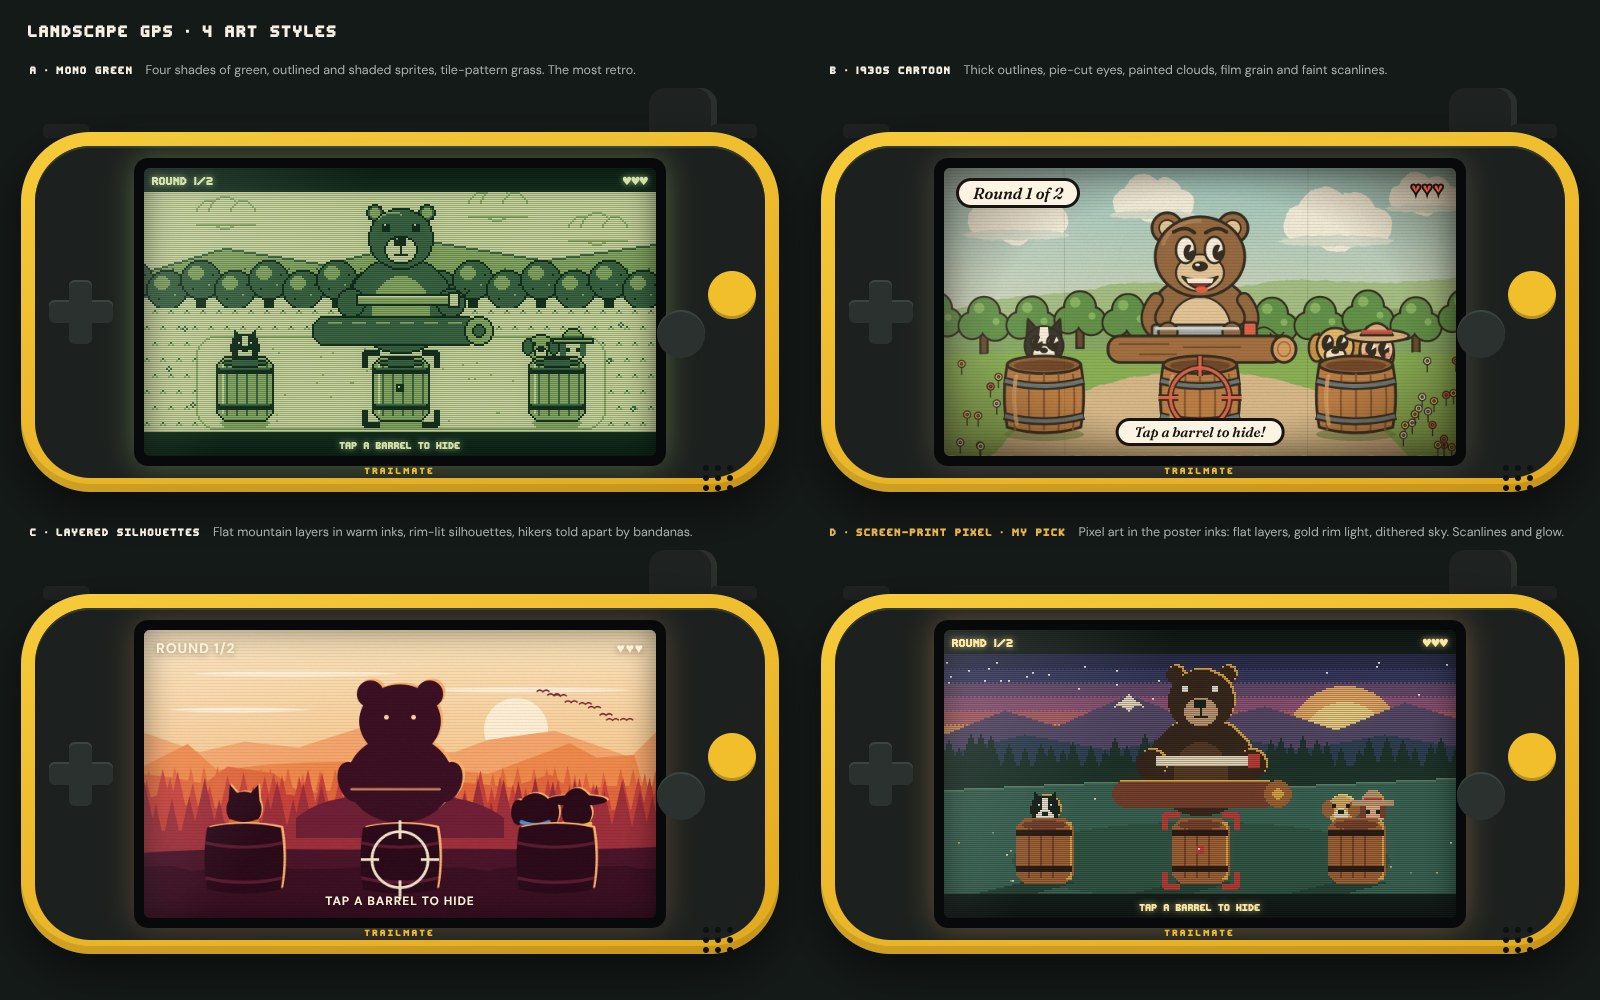 LANDSCAPE GPS · 4 ART STYLES
A · MONO GREEN Four shades of green, outlined and shaded sprites, tile-pattern grass. The most retro.
ROUND 1/2 ♥♥♥
TAP A BARREL TO HIDE
TRAILMATE
B · 1930S CARTOON Thick outlines, pie-cut eyes, painted clouds, film grain and faint scanlines.
Round 1 of 2 ♥♥♥
Tap a barrel to hide!
TRAILMATE
C · LAYERED SILHOUETTES Flat mountain layers in warm inks, rim-lit silhouettes, hikers told apart by bandanas.
ROUND 1/2 ♥♥♥
TAP A BARREL TO HIDE
TRAILMATE
D · SCREEN-PRINT PIXEL · MY PICK Pixel art in the poster inks: flat layers, gold rim light, dithered sky. Scanlines and glow.
ROUND 1/2 ♥♥♥
TAP A BARREL TO HIDE
TRAILMATE